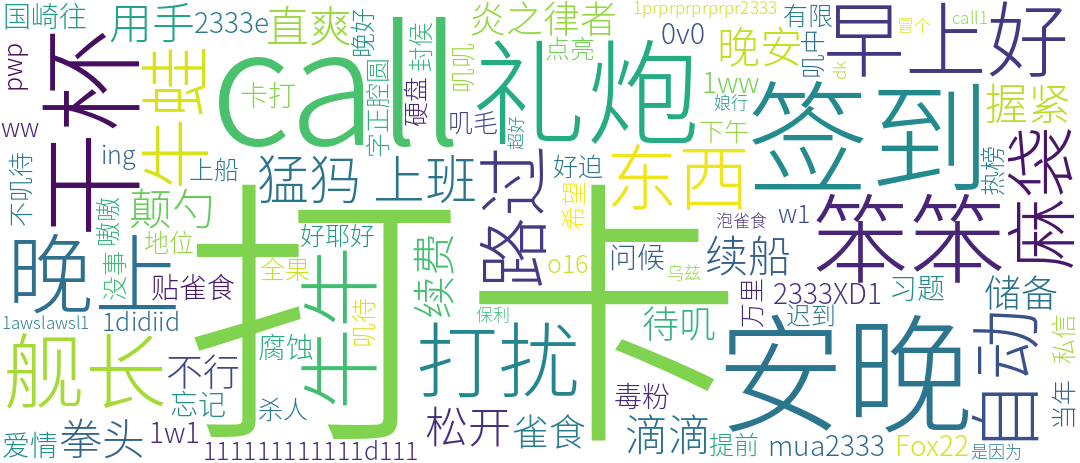 国崎往
用手
2333e
直爽
晚好
封侯
炎之律者
1prprprprprpr2333
有限
冒个
call1
早上好
pwp
干杯
牛蛙
call
卡打
字正腔圆
硬盘
叽叽
点亮
0v0
晚安
叽中
dk
礼炮
1ww
娘行
签到
握紧
热榜
麻袋
ww
ing
上船
猛犸
上班
叽毛
超好
路过
好迫
下午
东西
不叽待
嗷嗷
颠勺
地位
没事
贴雀食
好耶好
全果
牛牛
叽待
续费
希望
泡雀食
w1
问候
o16
乌兹
续船
笨笨
晚上
打卡
保利
万里
2333XD1
习题
储备
1awslawsl1
1didiid
迟到
待叽
安晚
自动
私信
舰长
不行
腐蚀
打扰
忘记
杀人
毒粉
当年
爱情
拳头
1w1
松开
雀食
滴滴
提前
mua2333
Fox22
是因为
111111111111d111